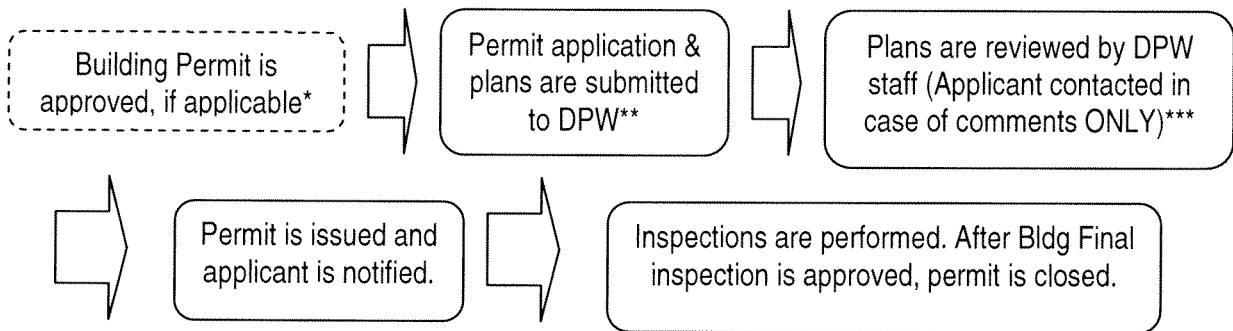 Building Permit is
approved, if applicable*
Permit application &
plans are submitted
to DPW**
Plans are reviewed by DPW
staff (Applicant contacted in
case of comments ONLY)***
Permit is issued and
applicant is notified.
Inspections are performed. After Bldg Final
inspection is approved, permit is closed.